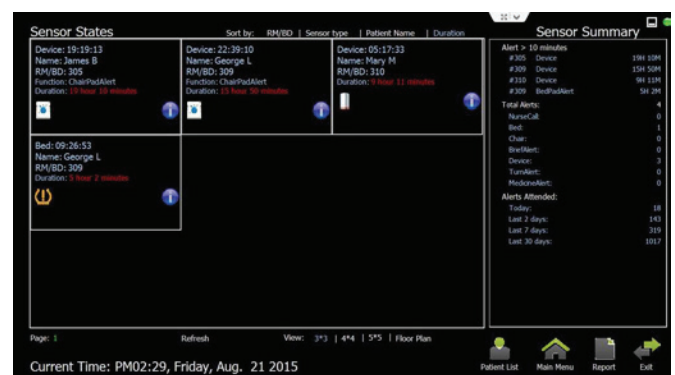 Sensor States
Sort by: RM/BD | Sensor type | Patient Name | Duration
Device: 19:19:13
Name: James B
RM/BD: 305
Function: ChairPadAlert
Duration: 19 hour 10 minutes
Device: 22:39:10
Name: George L
RM/BD: 309
Function: ChairPadAlert
Duration: 15 hour 50 minutes
Device: 05:17:33
Name: Mary M
RM/BD: 310
Duration: 9 hour 11 minutes
Bed: 09:26:53
Name: George L
RM/BD: 309
Duration: 5 hour 2 minutes
Sensor Summary
Alert > 10 minutes
#305 Device 19H 10M
#309 Device 15H 50M
#310 Device 9H 11M
#309 BedPadAlert 5H 2M
Total Alerts: 4
NurseCall: 0
Bed: 1
Chair: 0
BriefAlert: 0
Device: 3
TurnAlert: 0
MedicineAlert: 0
Alerts Attended:
Today: 18
Last 2 days: 143
Last 7 days: 319
Last 30 days: 1017
Page: 1
Refresh
View: 3*3 | 4*4 | 5*5 | Floor Plan
Current Time: PM02:29, Friday, Aug. 21 2015
Patient List
Main Menu
Report
Exit